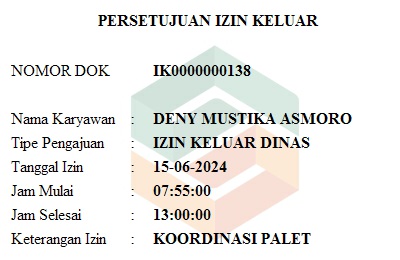 PERSETUJUAN IZIN KELUAR
NOMOR DOK IK0000000138
Nama Karyawan : DENY MUSTIKA ASMORO
Tipe Pengajuan : IZIN KELUAR DINAS
Tanggal Izin : 15-06-2024
Jam Mulai : 07:55:00
Jam Selesai : 13:00:00
Keterangan Izin : KOORDINASI PALET